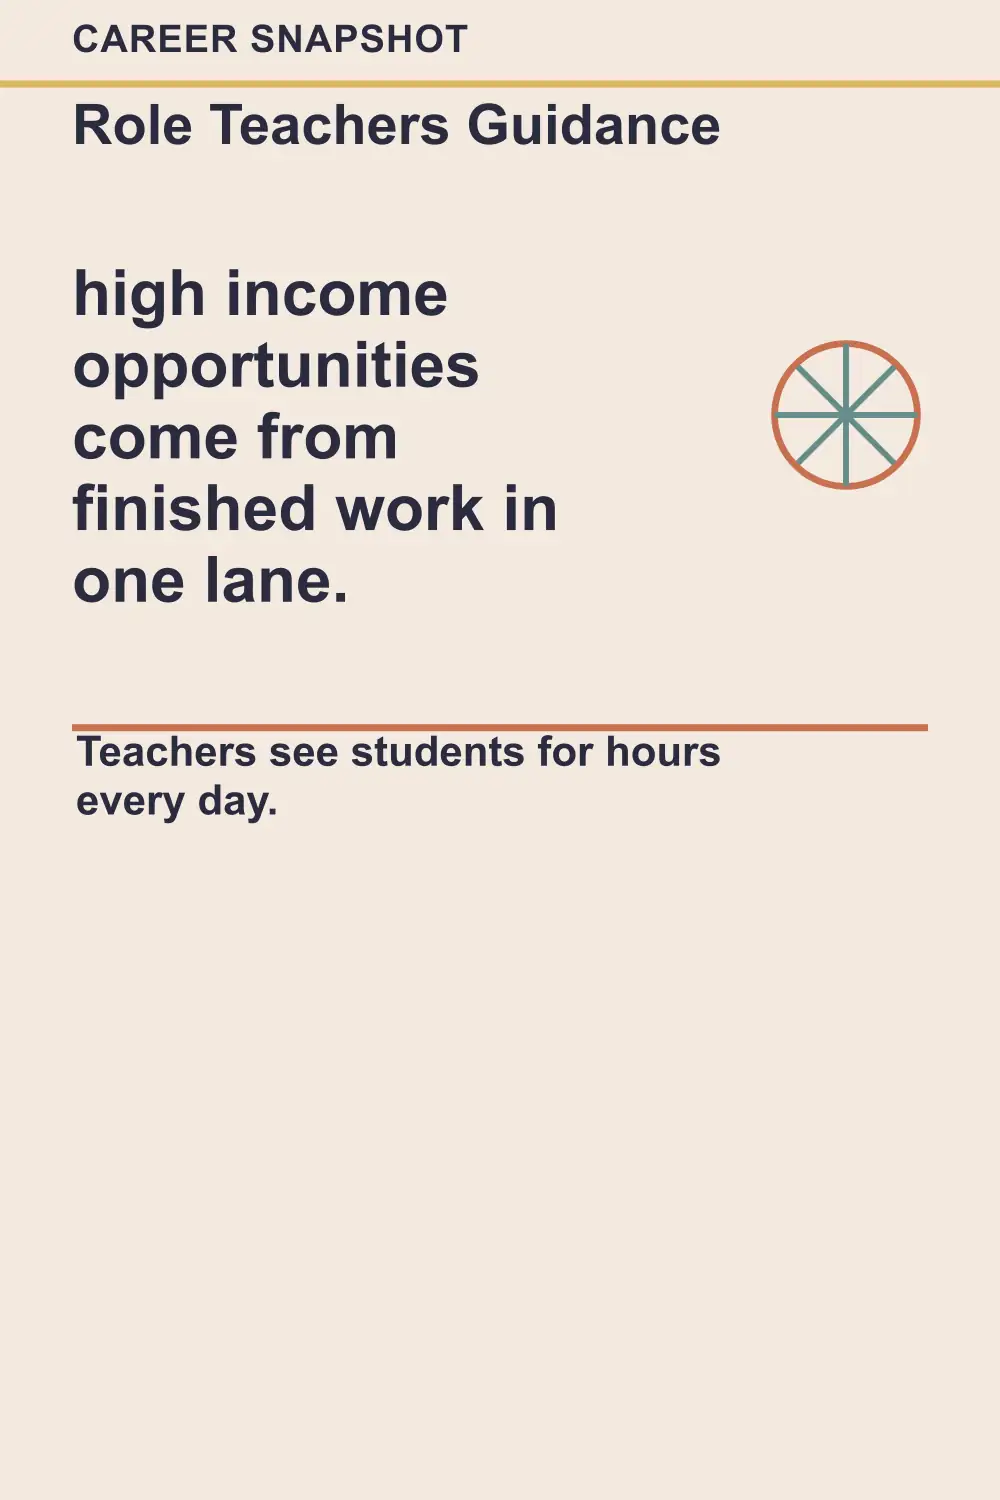 CAREER SNAPSHOT
Role Teachers Guidance
high income
opportunities
come from
finished work in
one lane.
Teachers see students for hours
every day.